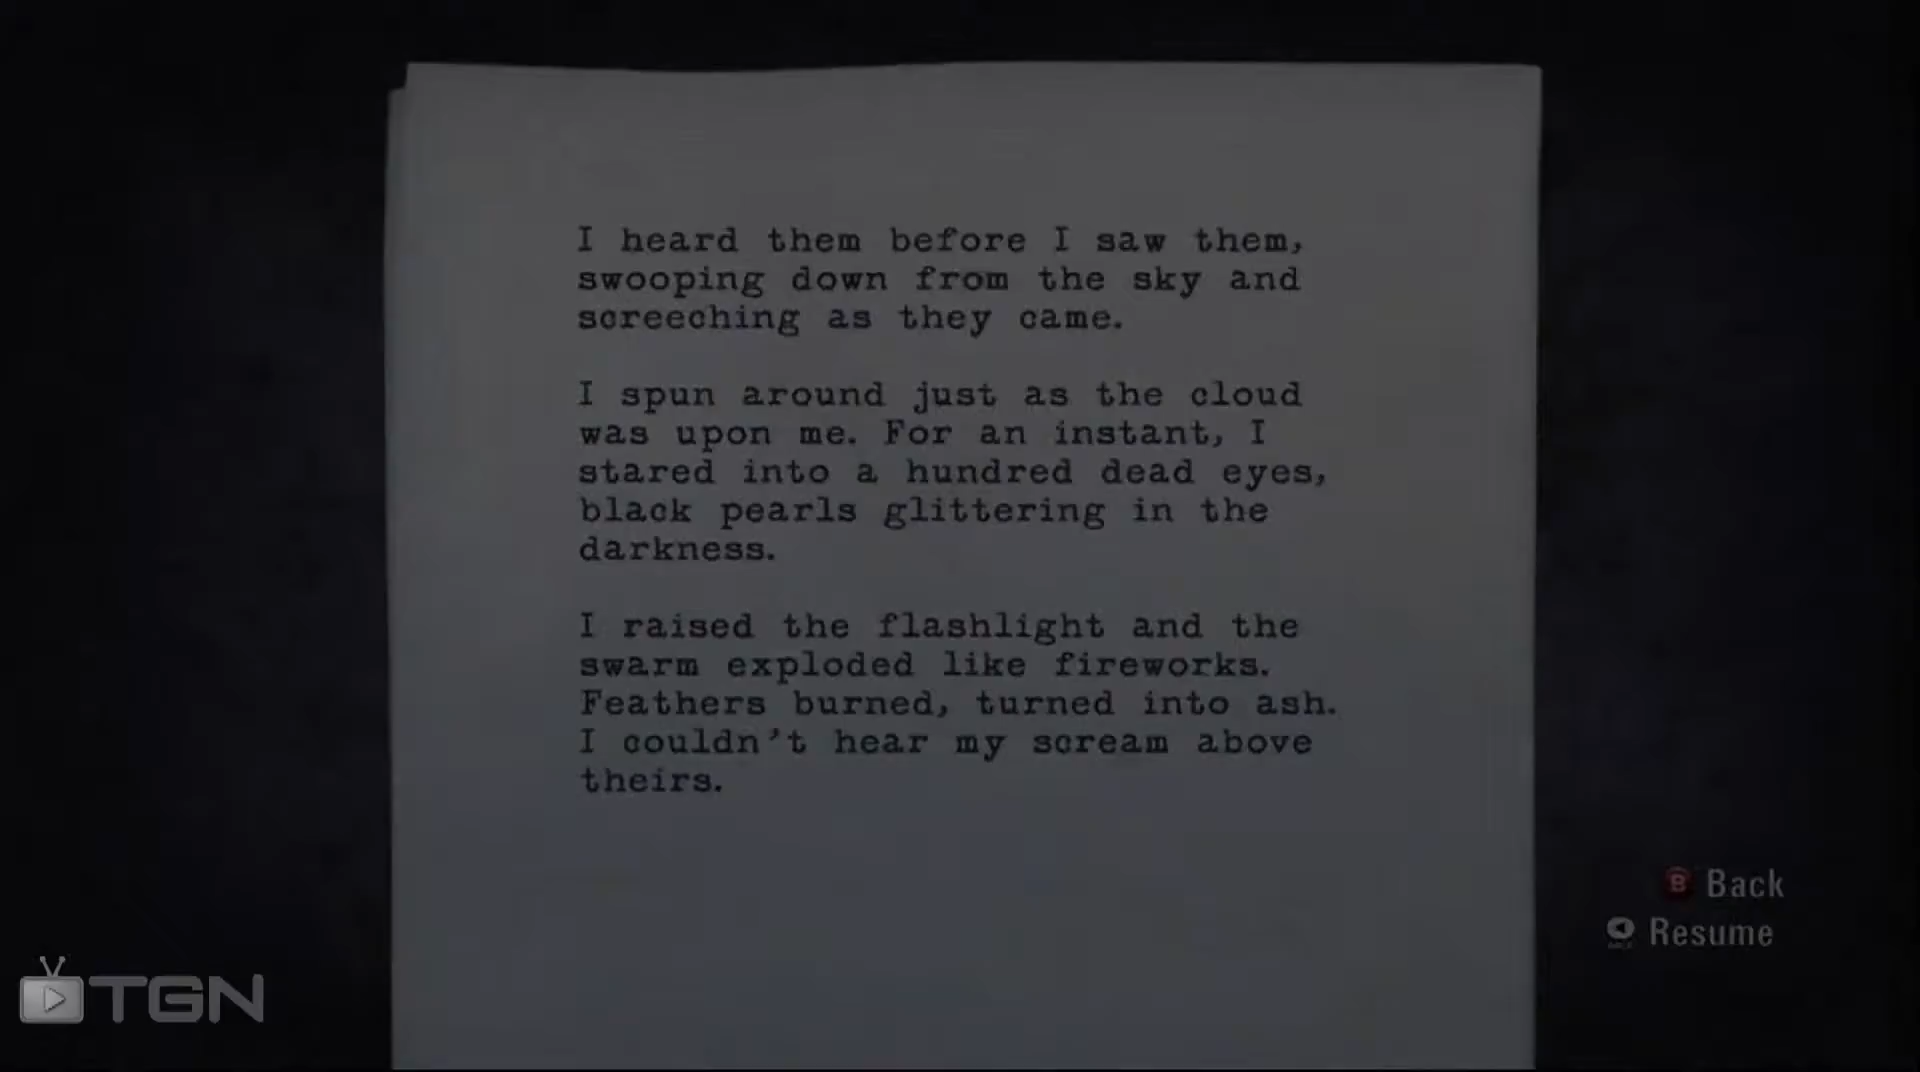 I heard them before I saw them,
swooping down from the sky and
screeching as they came.
I spun around just as the cloud
was upon me. For an instant, I
stared into a hundred dead eyes,
black pearls glittering in the
darkness.
I raised the flashlight and the
swarm exploded like fireworks.
Feathers burned, turned into ash.
I couldn't hear my scream above
theirs.
B Back
Resume
TGN